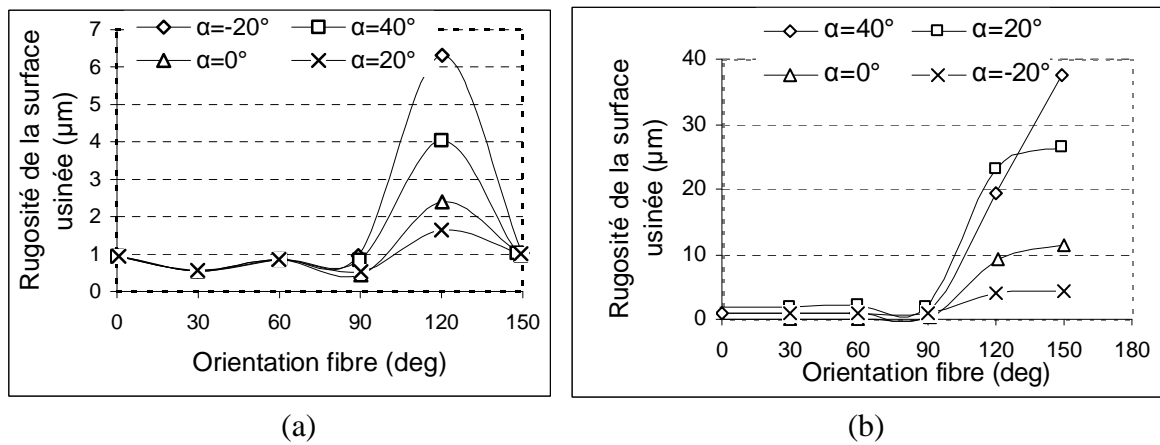 α=-20° α=40°
α=0° α=20°
Rugosité de la surface
usinée (µm)
7
6
5
4
3
2
1
0
0 30 60 90 120 150
Orientation fibre (deg)
(a)
α=40° α=20°
α=0° α=-20°
Rugosité de la surface
usinée (µm)
40
30
20
10
0
0 30 60 90 120 150 180
Orientation fibre (deg)
(b)